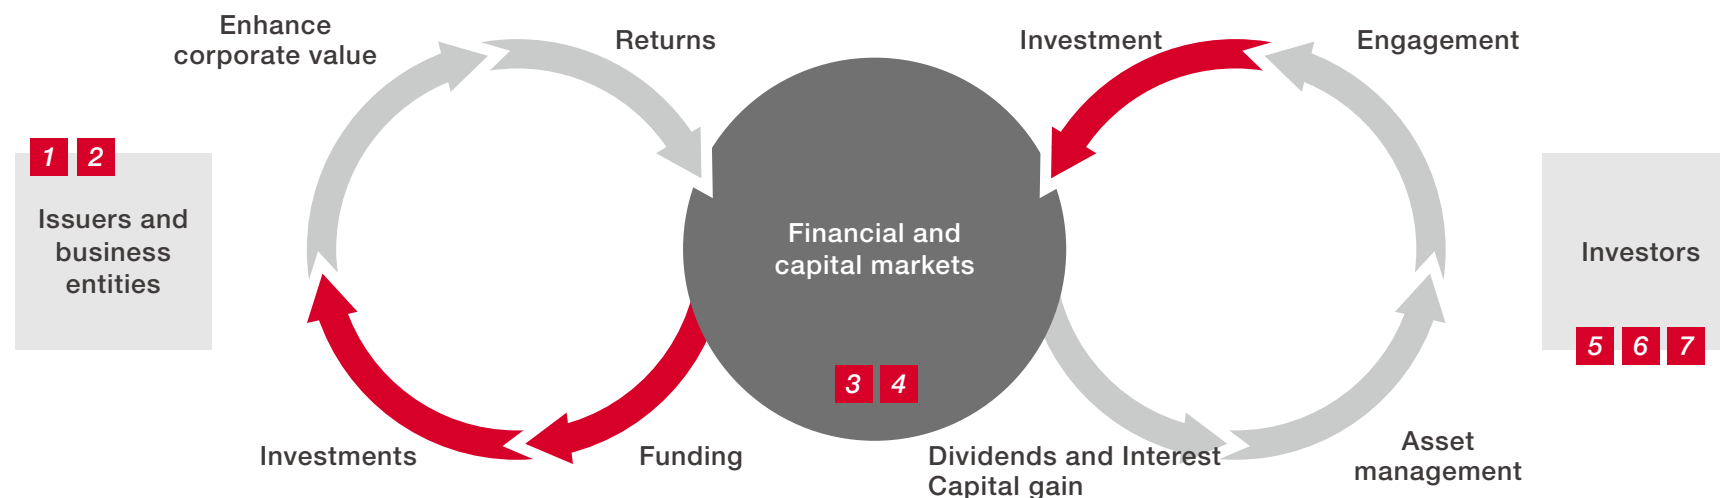 Enhance
corporate value
Returns
Investment
Engagement
1 2
Issuers and
business
entities
Financial and
capital markets
3 4
Investors
5 6 7
Investments
Funding
Dividends and Interest
Capital gain
Asset
management